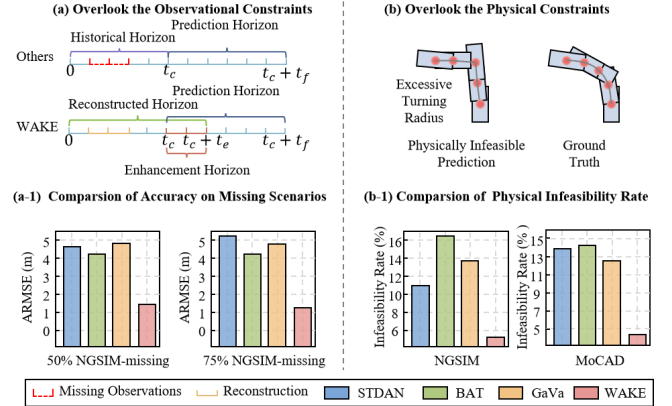 (a) Overlook the Observational Constraints
Prediction Horizon
Historical Horizon
Others
0
t_c
t_c + t_f
Prediction Horizon
Reconstructed Horizon
WAKE
0
t_c
t_c + t_e
t_c + t_f
Enhancement Horizon
(b) Overlook the Physical Constraints
Excessive
Turning
Radius
Physically Infeasible
Prediction
Ground
Truth
(a-1) Comparsion of Accuracy on Missing Scenarios
ARMSE (m)
5
4
3
2
1
0
50% NGSIM-missing
ARMSE (m)
5
4
3
2
1
0
75% NGSIM-missing
(b-1) Comparsion of Physical Infeasibility Rate
Infeasibility Rate (%)
16
14
12
10
8
6
NGSIM
Infeasibility Rate (%)
15
13
11
9
5
3
MoCAD
Missing Observations
Reconstruction
STDAN
BAT
GaVa
WAKE